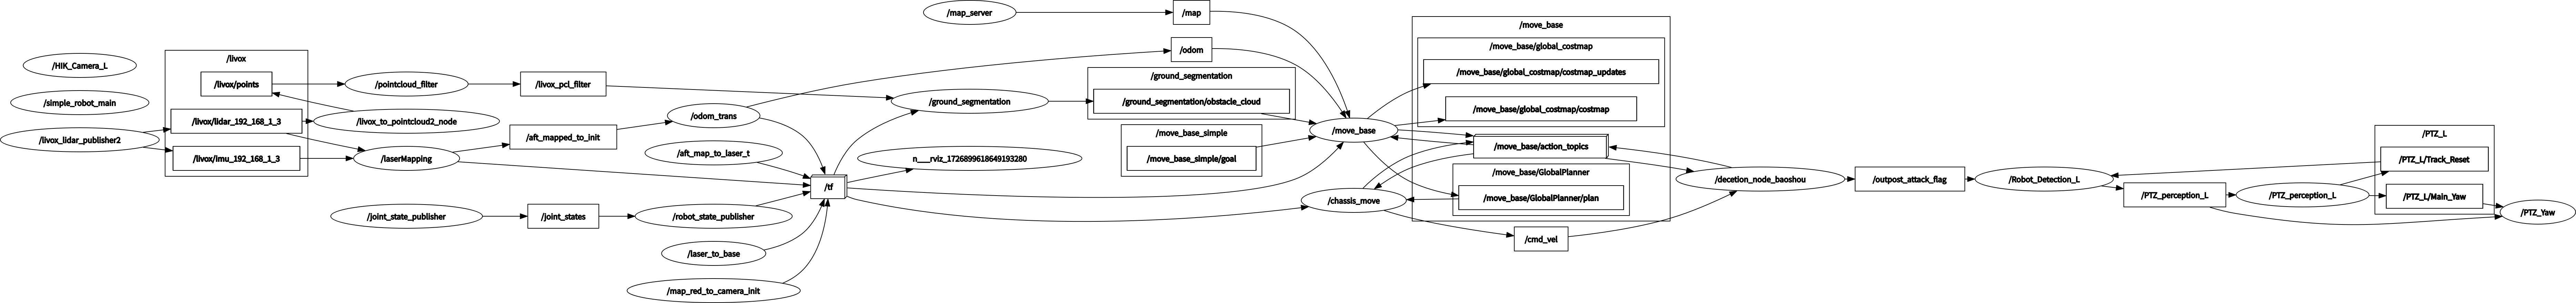 /map_server
/map
/move_base
/odom
/move_base/global_costmap
/HIK_Camera_L
/livox
/move_base/global_costmap/costmap_updates
/livox/points
/pointcloud_filter
/livox_pcl_filter
/ground_segmentation
/simple_robot_main
/ground_segmentation
/ground_segmentation/obstacle_cloud
/move_base/global_costmap/costmap
/odom_trans
/livox/lidar_192_168_1_3
/livox_to_pointcloud2_node
/move_base
/move_base_simple
/PTZ_L
/livox_lidar_publisher2
/aft_mapped_to_init
/move_base/action_topics
/aft_map_to_laser_t
/livox/imu_192_168_1_3
/laserMapping
n___rviz_1726899618649193280
/move_base_simple/goal
/PTZ_L/Track_Reset
/move_base/GlobalPlanner
/decetion_node_baoshou
/outpost_attack_flag
/Robot_Detection_L
/tf
/PTZ_perception_L
/PTZ_perception_L
/PTZ_L/Main_Yaw
/chassis_move
/move_base/GlobalPlanner/plan
/PTZ_Yaw
/joint_state_publisher
/joint_states
/robot_state_publisher
/cmd_vel
/laser_to_base
/map_red_to_camera_init